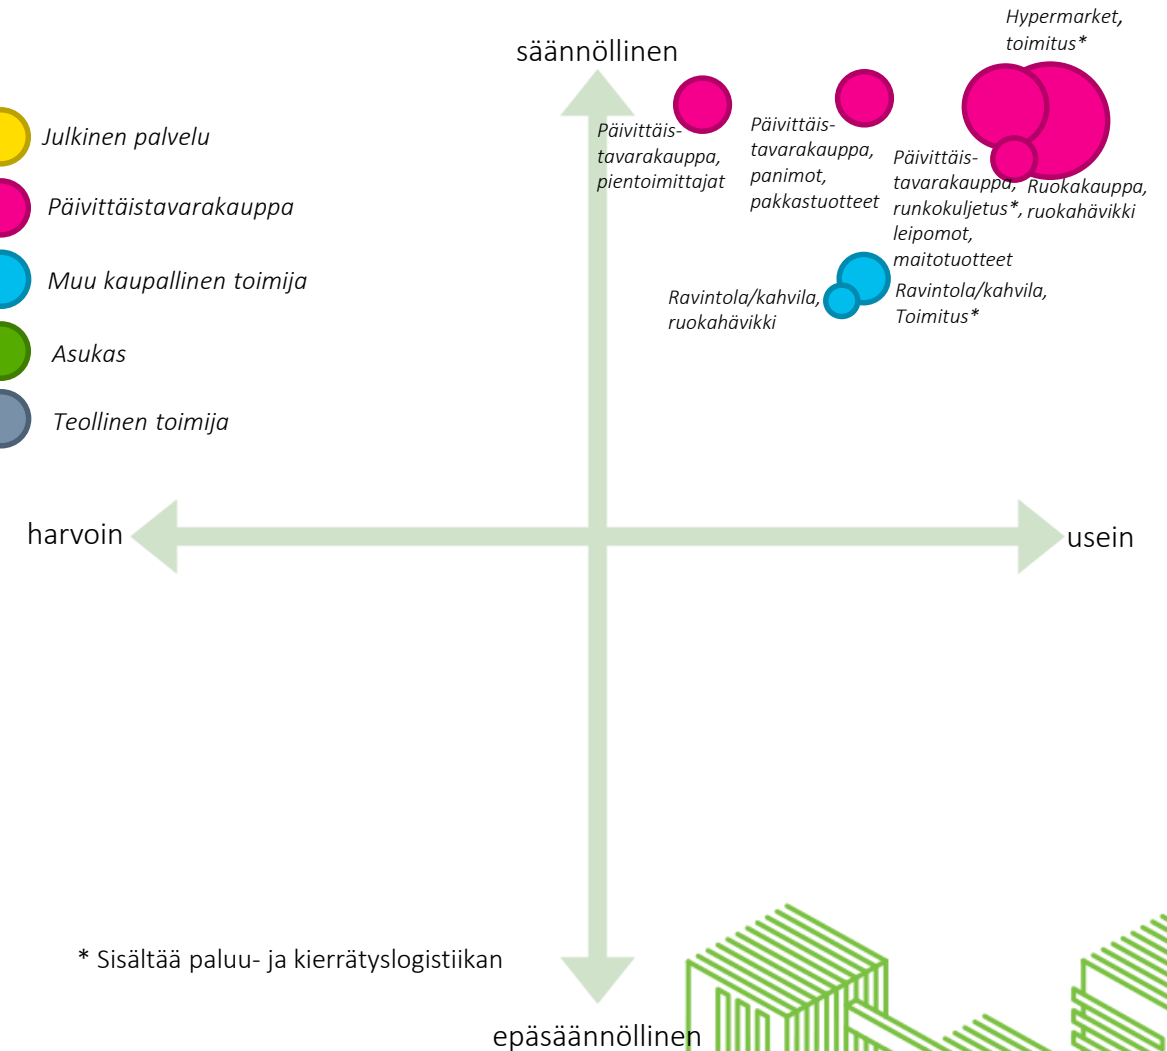 säännöllinen
Hypermarket,
toimitus*
Päivittäis-
tavarakauppa,
pientoimittajat
Päivittäis-
tavarakauppa,
panimot,
pakkastuotteet
Päivittäis-
tavarakauppa,
runkokuljetus*,
leipomot,
maitotuotteet
Ruokakauppa,
ruokahävikki
Ravintola/kahvila,
ruokahävikki
Ravintola/kahvila,
Toimitus*
Julkinen palvelu
Päivittäistavarakauppa
Muu kaupallinen toimija
Asukas
Teollinen toimija
harvoin
usein
* Sisältää paluu- ja kierrätyslogistiikan
epäsäännöllinen